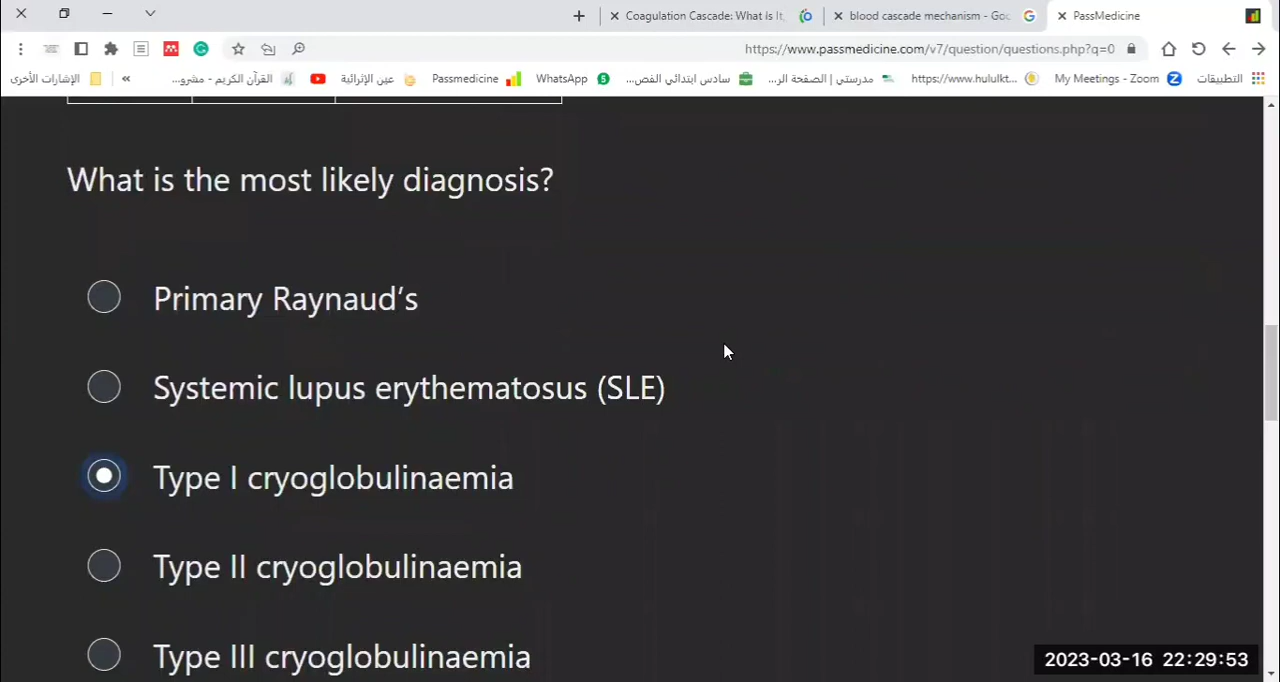 Coagulation Cascade: What is It,
blood cascade mechanism - Goo
PassMedicine
https://www.passmedicine.com/v7/question/questions.php?q=0
التطبيقات
My Meetings - Zoom
https://www.hululkt...
مدرستي | الصفحة الر...
سادس ابتدائي الفص...
WhatsApp
Passmedicine
عين الإثرائية
القرآن الكريم - مشرو...
»
الإشارات الأخرى
What is the most likely diagnosis?
Primary Raynaud's
Systemic lupus erythematosus (SLE)
Type I cryoglobulinaemia
Type II cryoglobulinaemia
Type III cryoglobulinaemia
2023-03-16 22:29:53